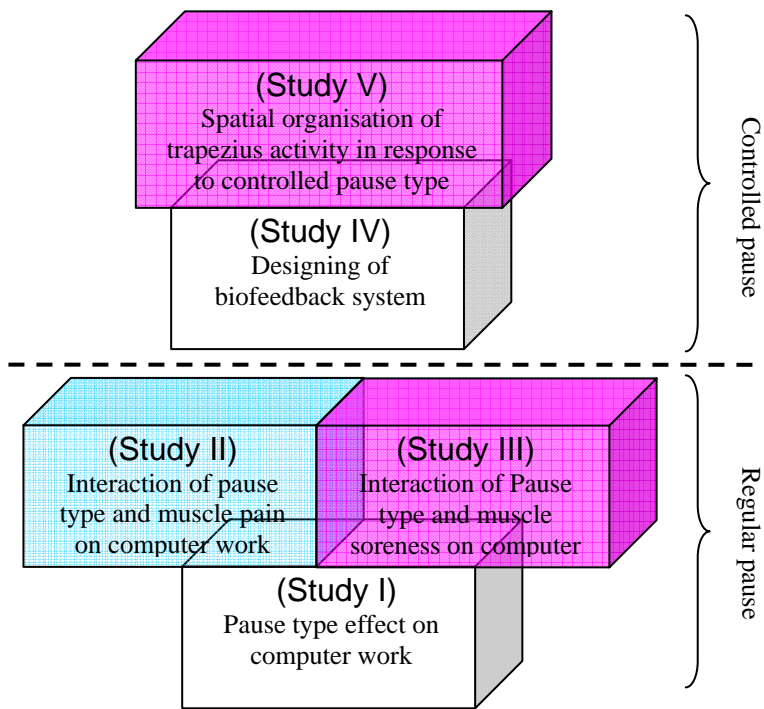 (Study V)
Spatial organisation of
trapezius activity in response
to controlled pause type
(Study IV)
Designing of
biofeedback system
Controlled pause
(Study II)
Interaction of pause
type and muscle pain
on computer work
(Study III)
Interaction of Pause
type and muscle
soreness on computer
(Study I)
Pause type effect on
computer work
Regular pause